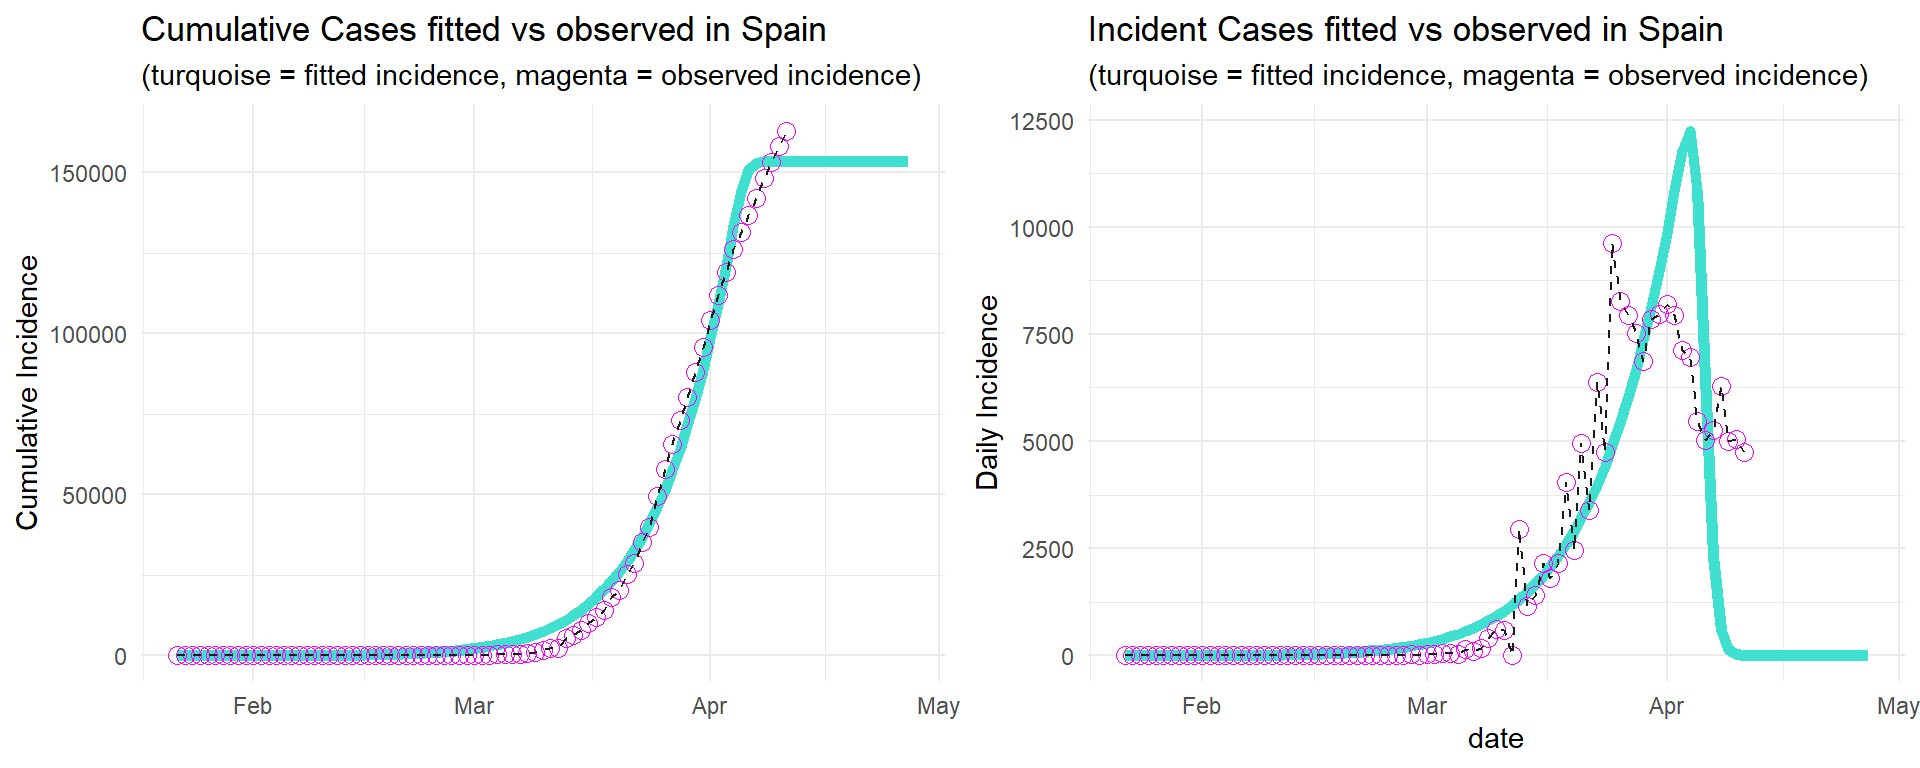 Cumulative Cases fitted vs observed in Spain
(turquoise = fitted incidence, magenta = observed incidence)
Cumulative Incidence
150000
100000
50000
0
Feb Mar Apr May
Incident Cases fitted vs observed in Spain
(turquoise = fitted incidence, magenta = observed incidence)
Daily Incidence
12500
10000
7500
5000
2500
0
Feb Mar Apr May
date